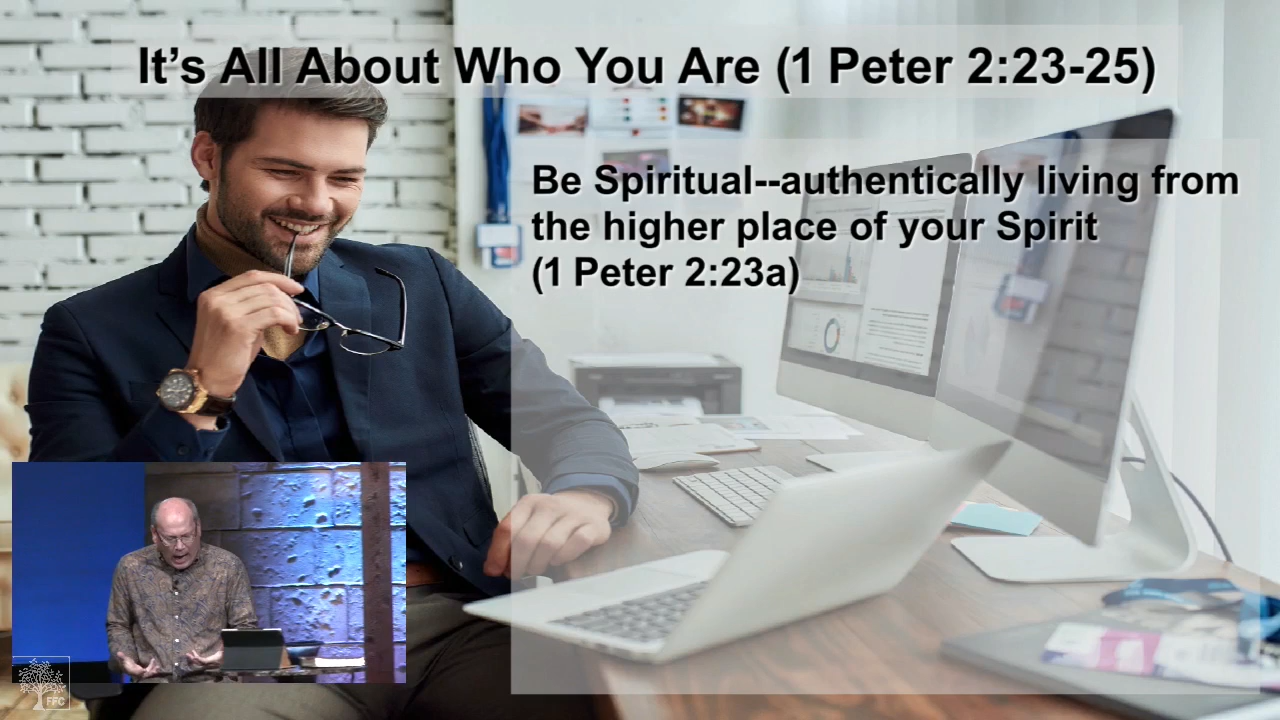 It’s All About Who You Are (1 Peter 2:23-25)
Be Spiritual--authentically living from
the higher place of your Spirit
(1 Peter 2:23a)
FFC